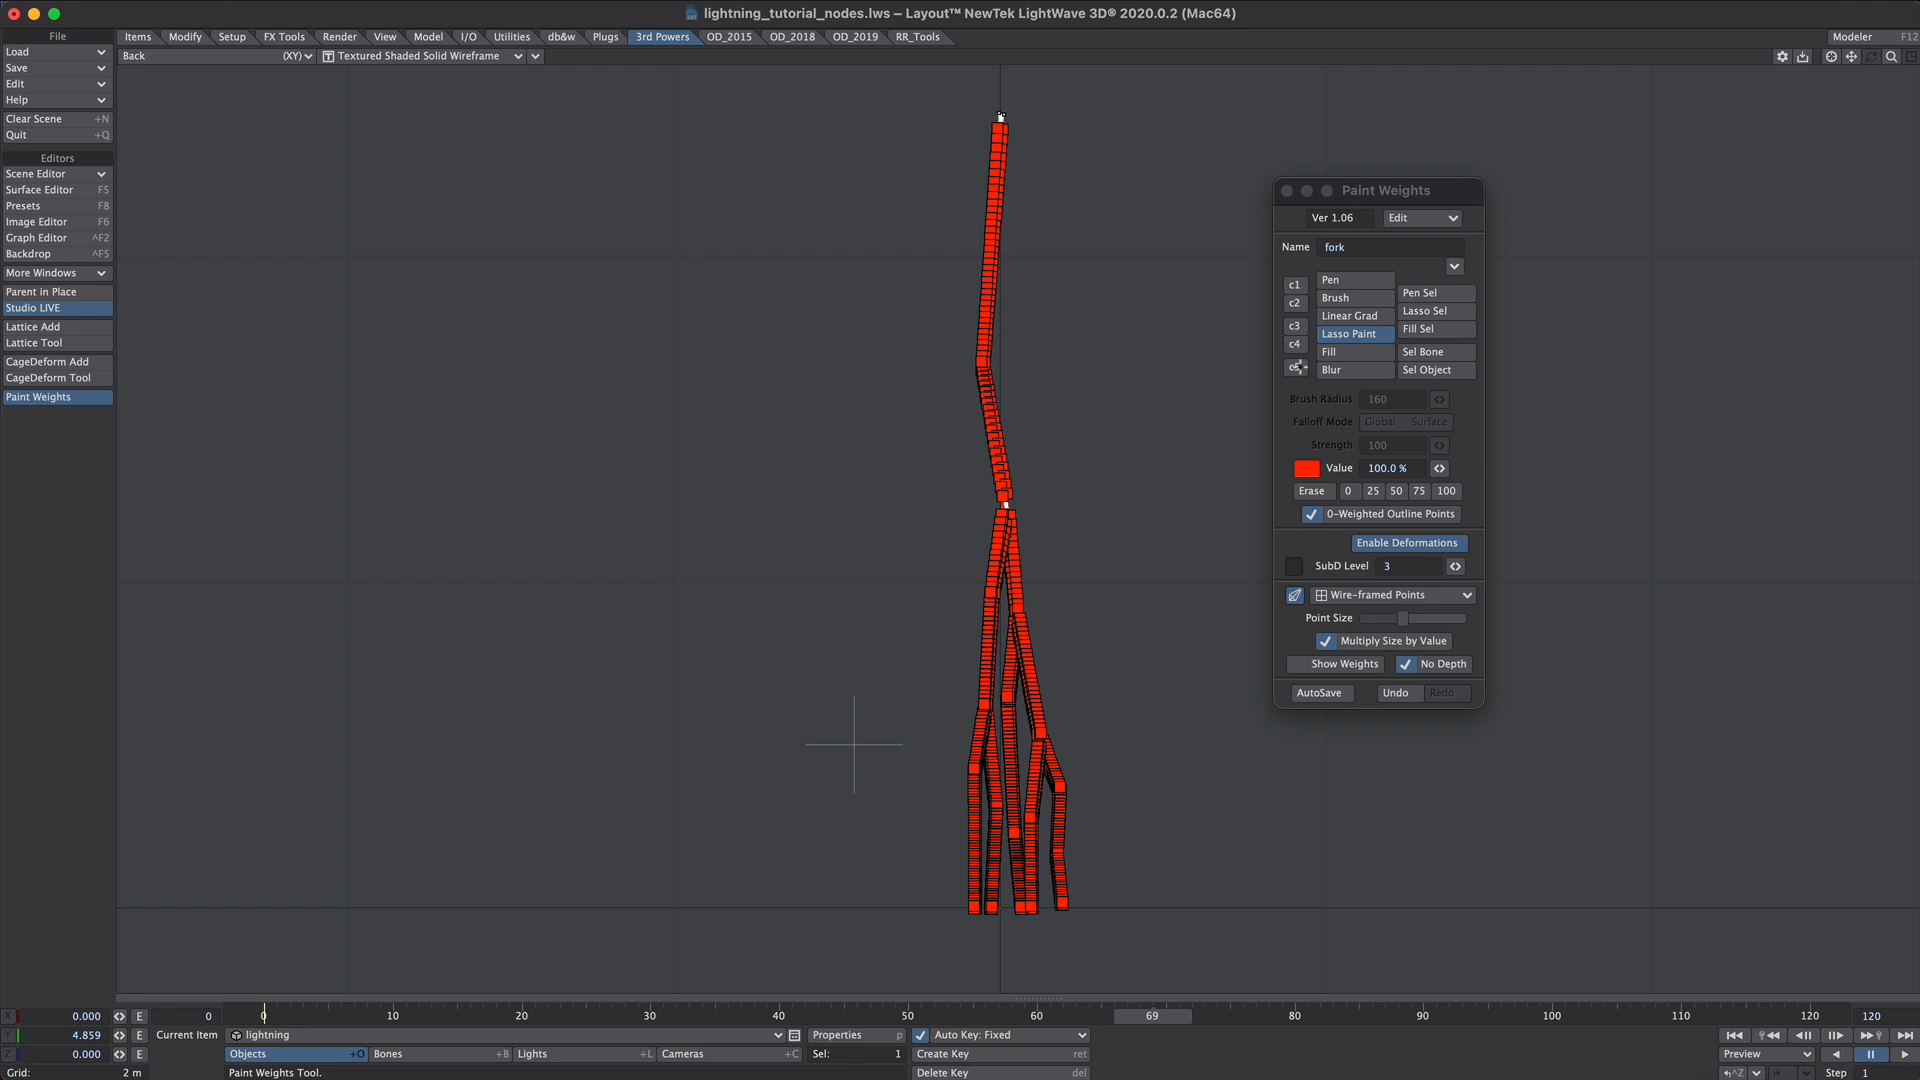 lightning_tutorial_nodes.lws – Layout™ NewTek LightWave 3D® 2020.0.2 (Mac64)
File
Items Modify Setup FX Tools Render View Model I/O Utilities db&w Plugs 3rd Powers OD_2015 OD_2018 OD_2019 RR_Tools Modeler F12
Load
Back (XY) Textured Shaded Solid Wireframe
Save
Edit
Help
Clear Scene +N
Quit +Q
Editors
Scene Editor
Surface Editor F5
Presets F8
Image Editor F6
Graph Editor ^F2
Backdrop ^F5
More Windows
Parent in Place
Studio LIVE
Lattice Add
Lattice Tool
CageDeform Add
CageDeform Tool
Paint Weights
Paint Weights
Ver 1.06 Edit
Name fork
c1
c2
c3
c4
Pen
Brush
Linear Grad
Lasso Paint
Fill
Blur
Pen Sel
Lasso Sel
Fill Sel
Sel Bone
Sel Object
Brush Radius 160
Falloff Mode Global Surface
Strength 100
Value 100.0 %
Erase 0 25 50 75 100
0-Weighted Outline Points
Enable Deformations
SubD Level 3
Wire-framed Points
Point Size
Multiply Size by Value
Show Weights No Depth
AutoSave Undo Redo
X 0.000 E 0 0 10 20 30 40 50 60 69 80 90 100 110 120 120
Y 4.859 E Current Item lightning Properties p Auto Key: Fixed
Z 0.000 E Objects +O Bones +B Lights +L Cameras +C Sel: 1 Create Key ret Preview
Grid: 2 m Paint Weights Tool. Delete Key del ^Z Step 1